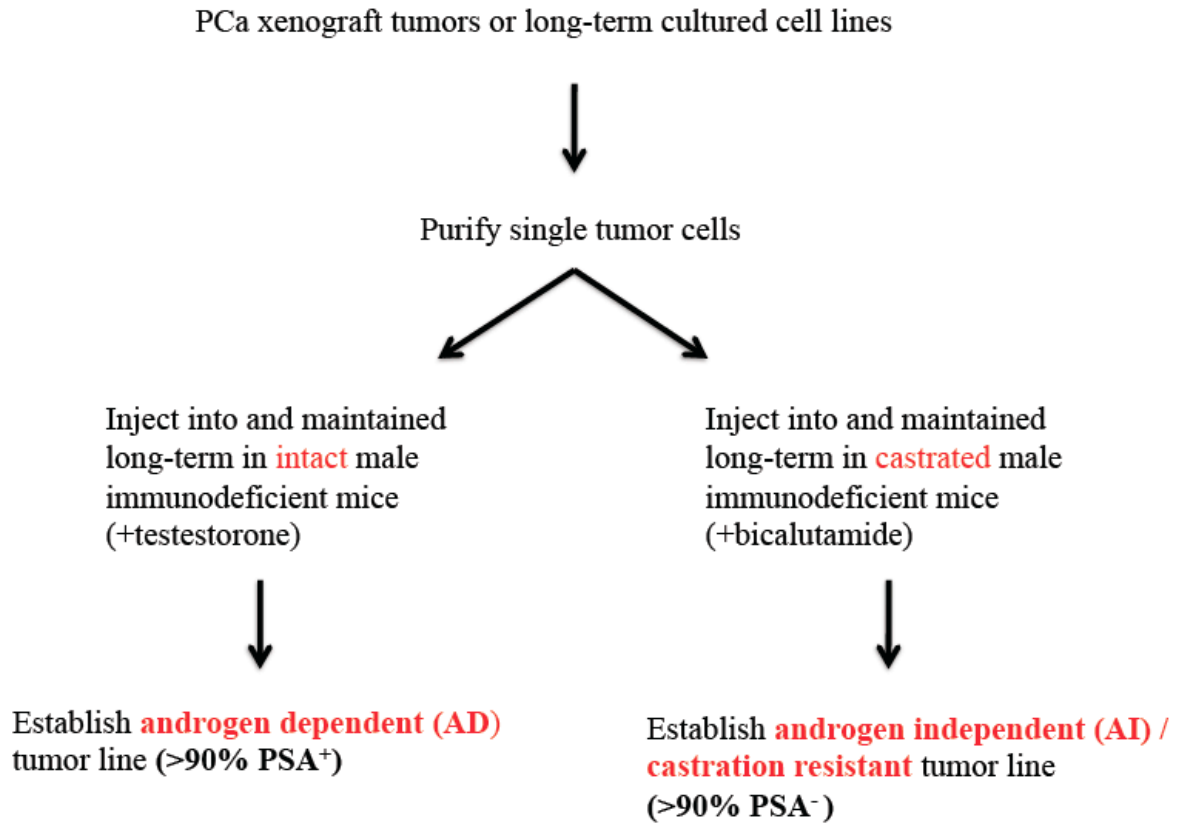 PCa xenograft tumors or long-term cultured cell lines
Purify single tumor cells
Inject into and maintained
long-term in intact male
immunodeficient mice
(+testestorone)
Inject into and maintained
long-term in castrated male
immunodeficient mice
(+bicalutamide)
Establish androgen dependent (AD)
tumor line (>90% PSA⁺)
Establish androgen independent (AI) /
castration resistant tumor line
(>90% PSA⁻ )